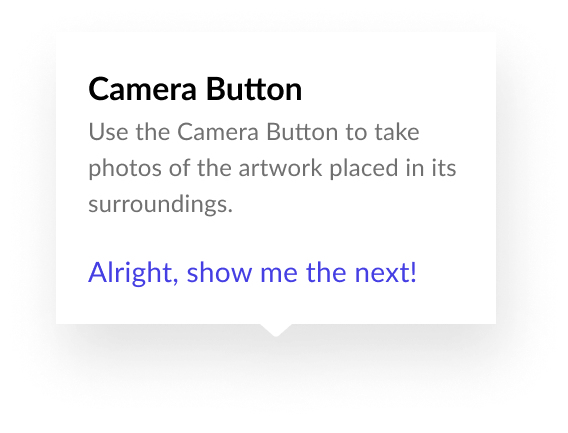 Camera Button
Use the Camera Button to take
photos of the artwork placed in its
surroundings.
Alright, show me the next!